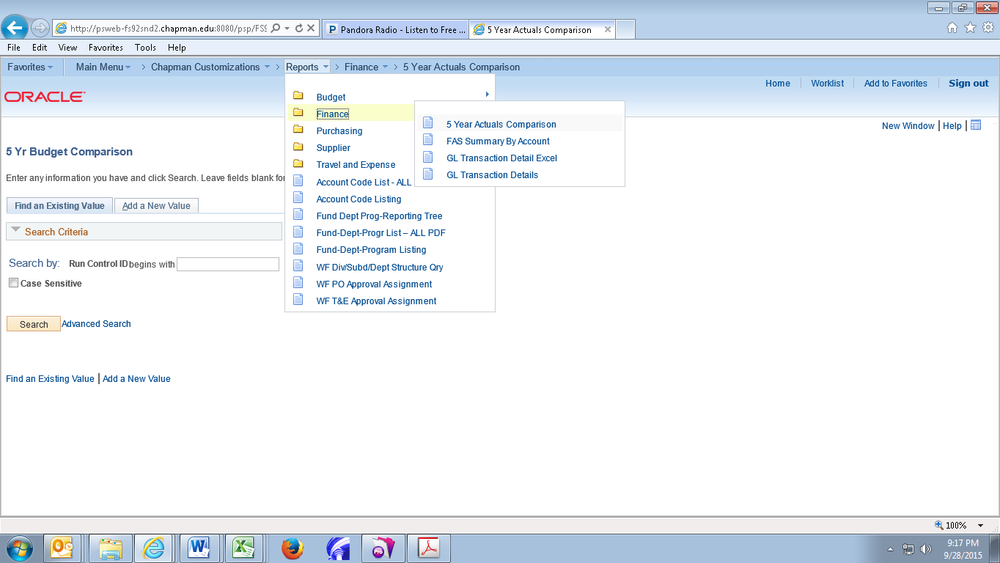 http://psweb-fs92snd2.chapman.edu:8080/psp/FS9
Pandora Radio - Listen to Free ...
5 Year Actuals Comparison
File Edit View Favorites Tools Help
Favorites Main Menu > Chapman Customizations > Reports > Finance > 5 Year Actuals Comparison
Home Worklist Add to Favorites Sign out
ORACLE
New Window | Help |
Budget
Finance
Purchasing
Supplier
Travel and Expense
Account Code List - ALL
Account Code Listing
Fund Dept Prog-Reporting Tree
Fund-Dept-Progr List – ALL PDF
Fund-Dept-Program Listing
WF Div/Subd/Dept Structure Qry
WF PO Approval Assignment
WF T&E Approval Assignment
5 Year Actuals Comparison
FAS Summary By Account
GL Transaction Detail Excel
GL Transaction Details
5 Yr Budget Comparison
Enter any information you have and click Search. Leave fields blank for
Find an Existing Value Add a New Value
Search Criteria
Search by: Run Control ID begins with
Case Sensitive
Search Advanced Search
Find an Existing Value | Add a New Value
100%
9:17 PM
9/28/2015